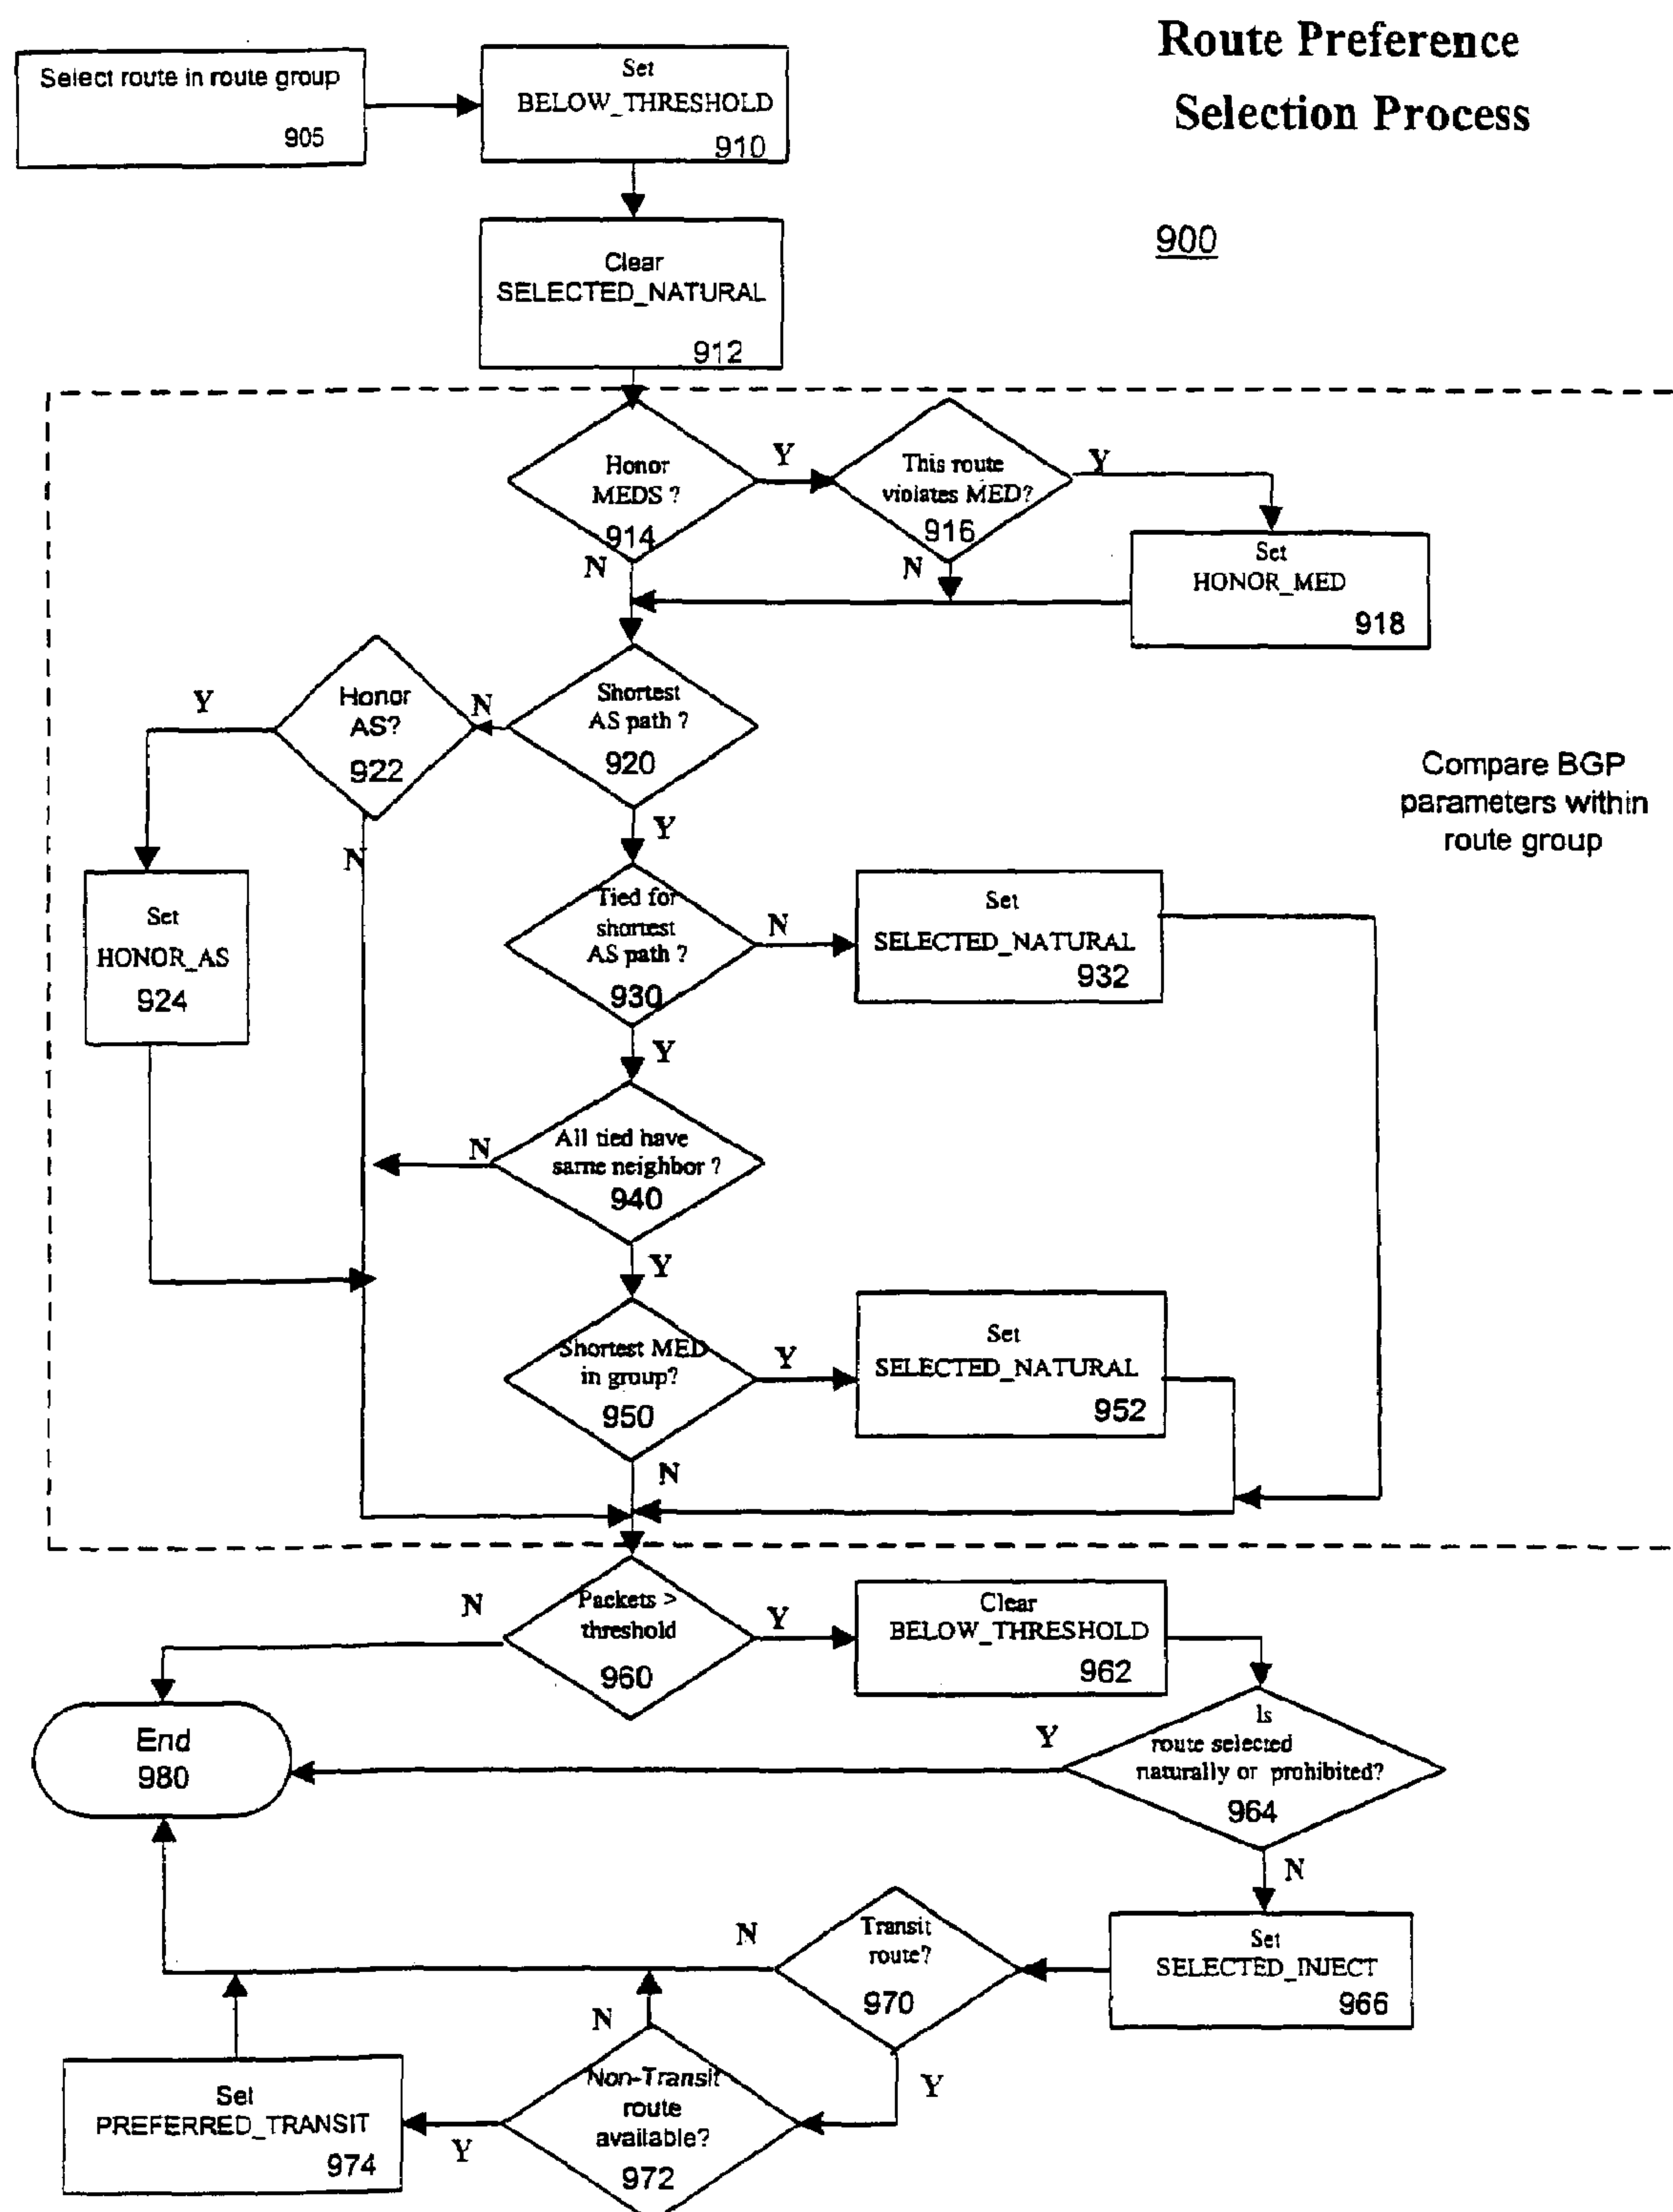 Route Preference
Selection Process
900
Select route in route group
905
Set
BELOW_THRESHOLD
910
Clear
SELECTED_NATURAL
912
Honor
MEDS ?
914
Y
N
This route
violates MED?
916
Y
N
Set
HONOR_MED
918
Shortest
AS path ?
920
N
Y
Honor
AS?
922
Y
N
Set
HONOR_AS
924
Compare BGP
parameters within
route group
Tied for
shortest
AS path ?
930
N
Y
Set
SELECTED_NATURAL
932
All tied have
same neighbor ?
940
N
Y
Shortest MED
in group?
950
Y
N
Set
SELECTED_NATURAL
952
Packets >
threshold
960
N
Y
Clear
BELOW_THRESHOLD
962
Is
route selected
naturally or prohibited?
964
Y
N
End
980
Set
SELECTED_INJECT
966
Transit
route?
970
N
Y
Non-Transit
route
available?
972
N
Y
Set
PREFERRED_TRANSIT
974